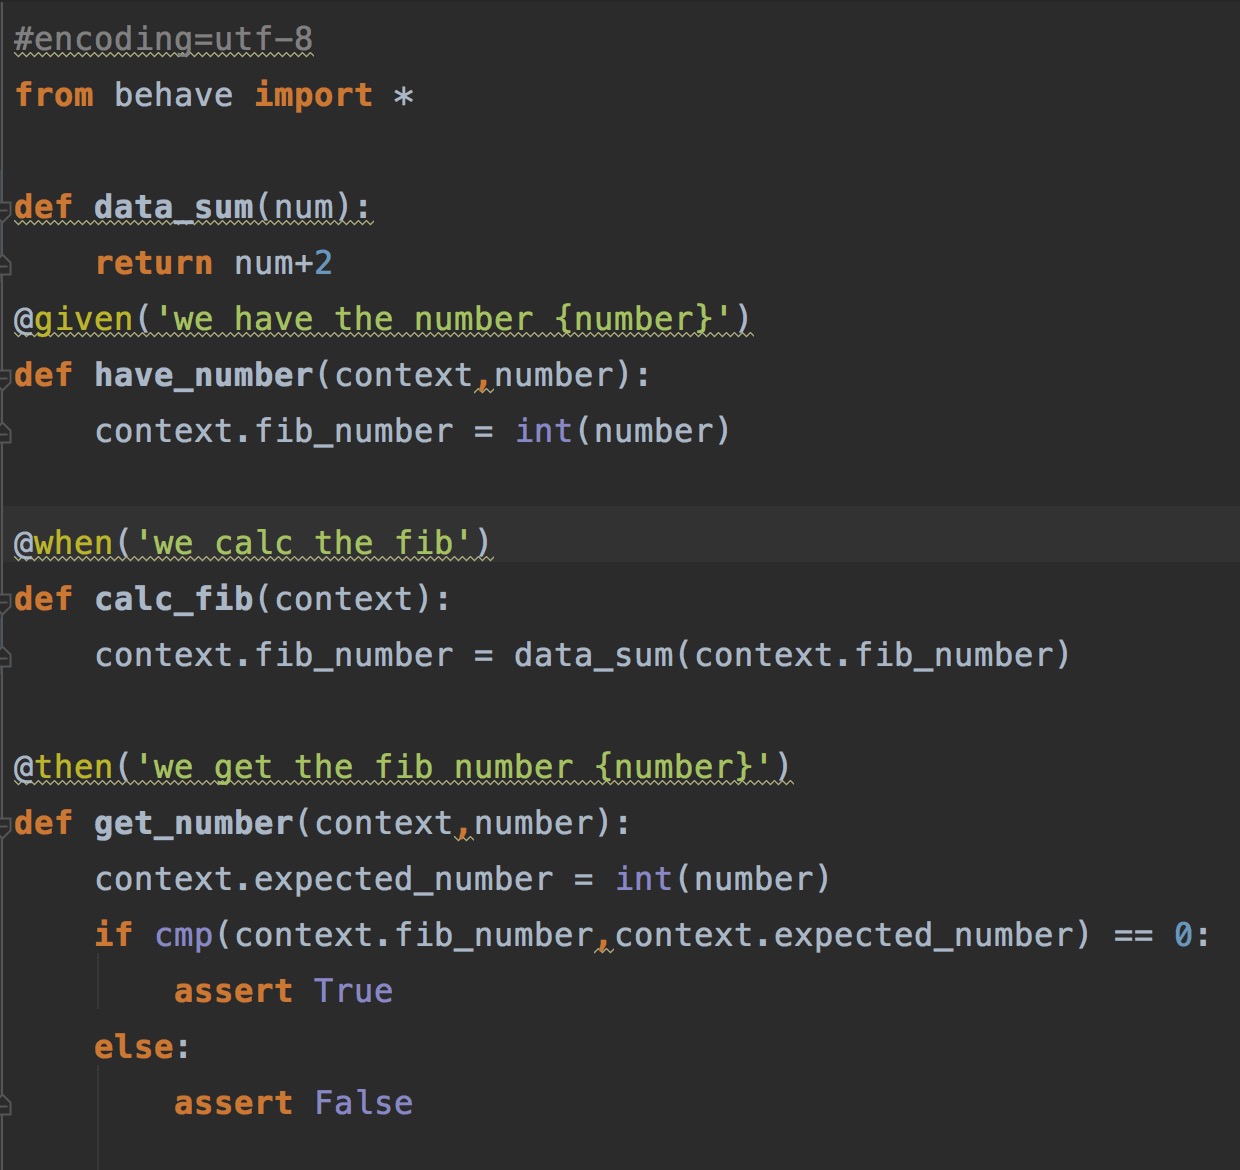 #encoding=utf-8
from behave import *

def data_sum(num):
    return num+2
@given('we have the number {number}')
def have_number(context,number):
    context.fib_number = int(number)

@when('we calc the fib')
def calc_fib(context):
    context.fib_number = data_sum(context.fib_number)

@then('we get the fib number {number}')
def get_number(context,number):
    context.expected_number = int(number)
    if cmp(context.fib_number,context.expected_number) == 0:
        assert True
    else:
        assert False